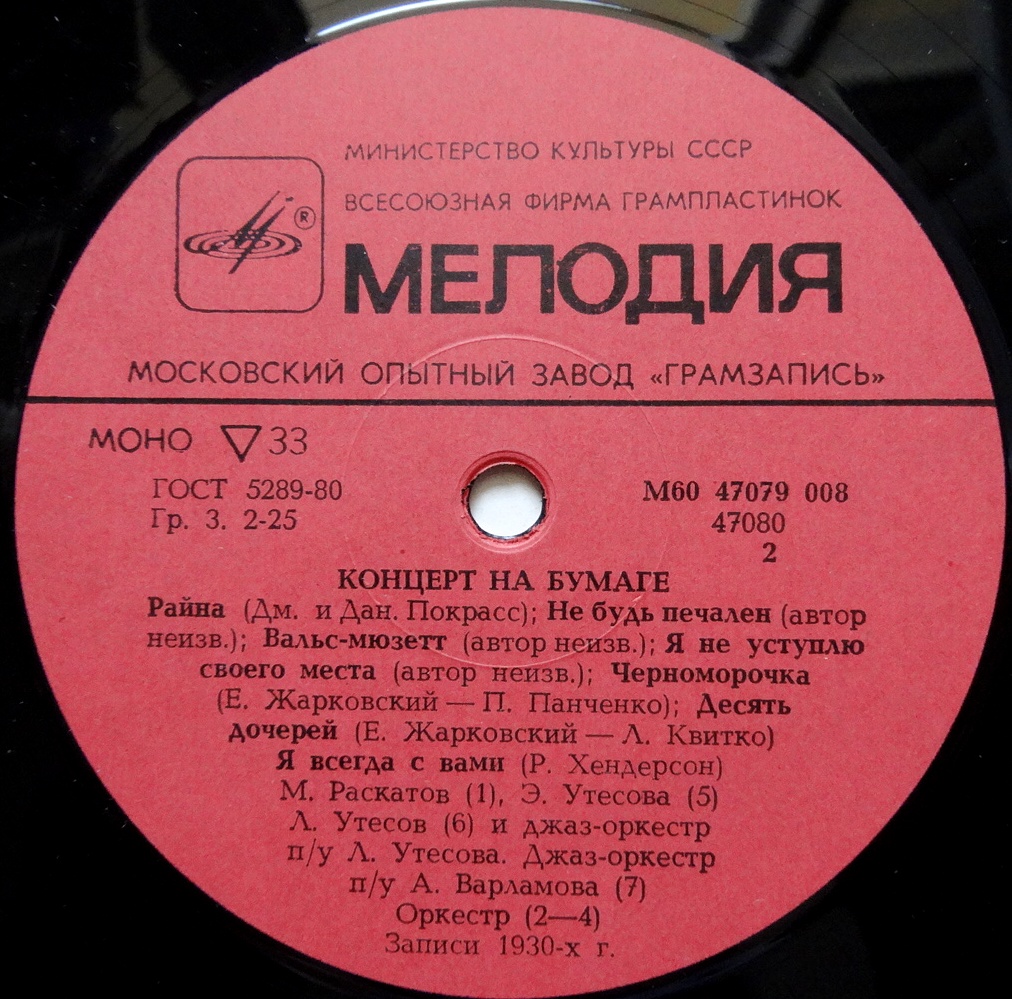 МИНИСТЕРСТВО КУЛЬТУРЫ СССР
ВСЕСОЮЗНАЯ ФИРМА ГРАМПЛАСТИНОК
®
МЕЛОДИЯ
МОСКОВСКИЙ ОПЫТНЫЙ ЗАВОД «ГРАМЗАПИСЬ»
МОНО ▽ 33
ГОСТ 5289-80
Гр. 3. 2-25
М60 47079 008
47080
2
КОНЦЕРТ НА БУМАГЕ
Райна (Дм. и Дан. Покрасс); Не будь печален (автор
неизв.); Вальс-мюзетт (автор неизв.); Я не уступлю
своего места (автор неизв.); Черноморочка
(Е. Жарковский — П. Панченко); Десять
дочерей (Е. Жарковский — Л. Квитко)
Я всегда с вами (Р. Хендерсон)
М. Раскатов (1), Э. Утесова (5)
Л. Утесов (6) и джаз-оркестр
п/у Л. Утесова. Джаз-оркестр
п/у А. Варламова (7)
Оркестр (2—4)
Записи 1930-х г.